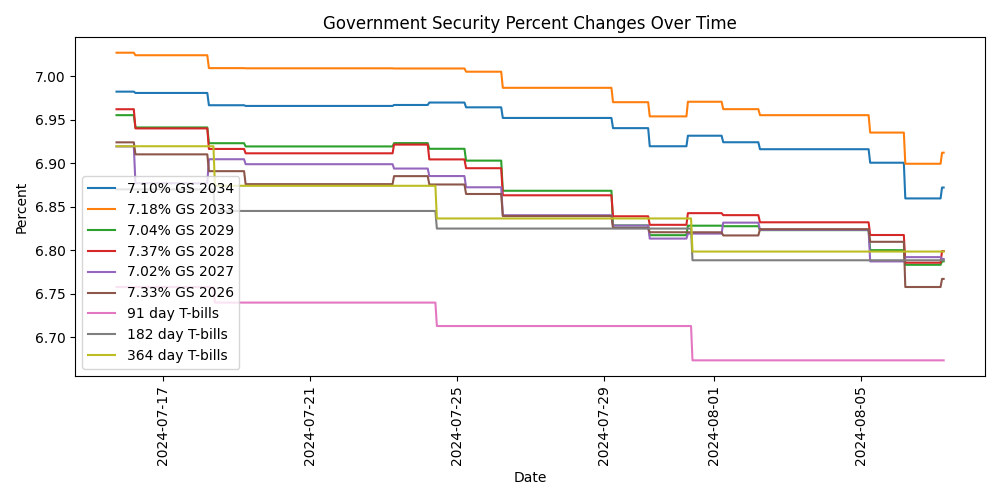 Government Security Percent Changes Over Time
Percent
7.00
6.95
6.90
6.85
6.80
6.75
6.70
7.10% GS 2034
7.18% GS 2033
7.04% GS 2029
7.37% GS 2028
7.02% GS 2027
7.33% GS 2026
91 day T-bills
182 day T-bills
364 day T-bills
2024-07-17
2024-07-21
2024-07-25
2024-07-29
2024-08-01
2024-08-05
Date